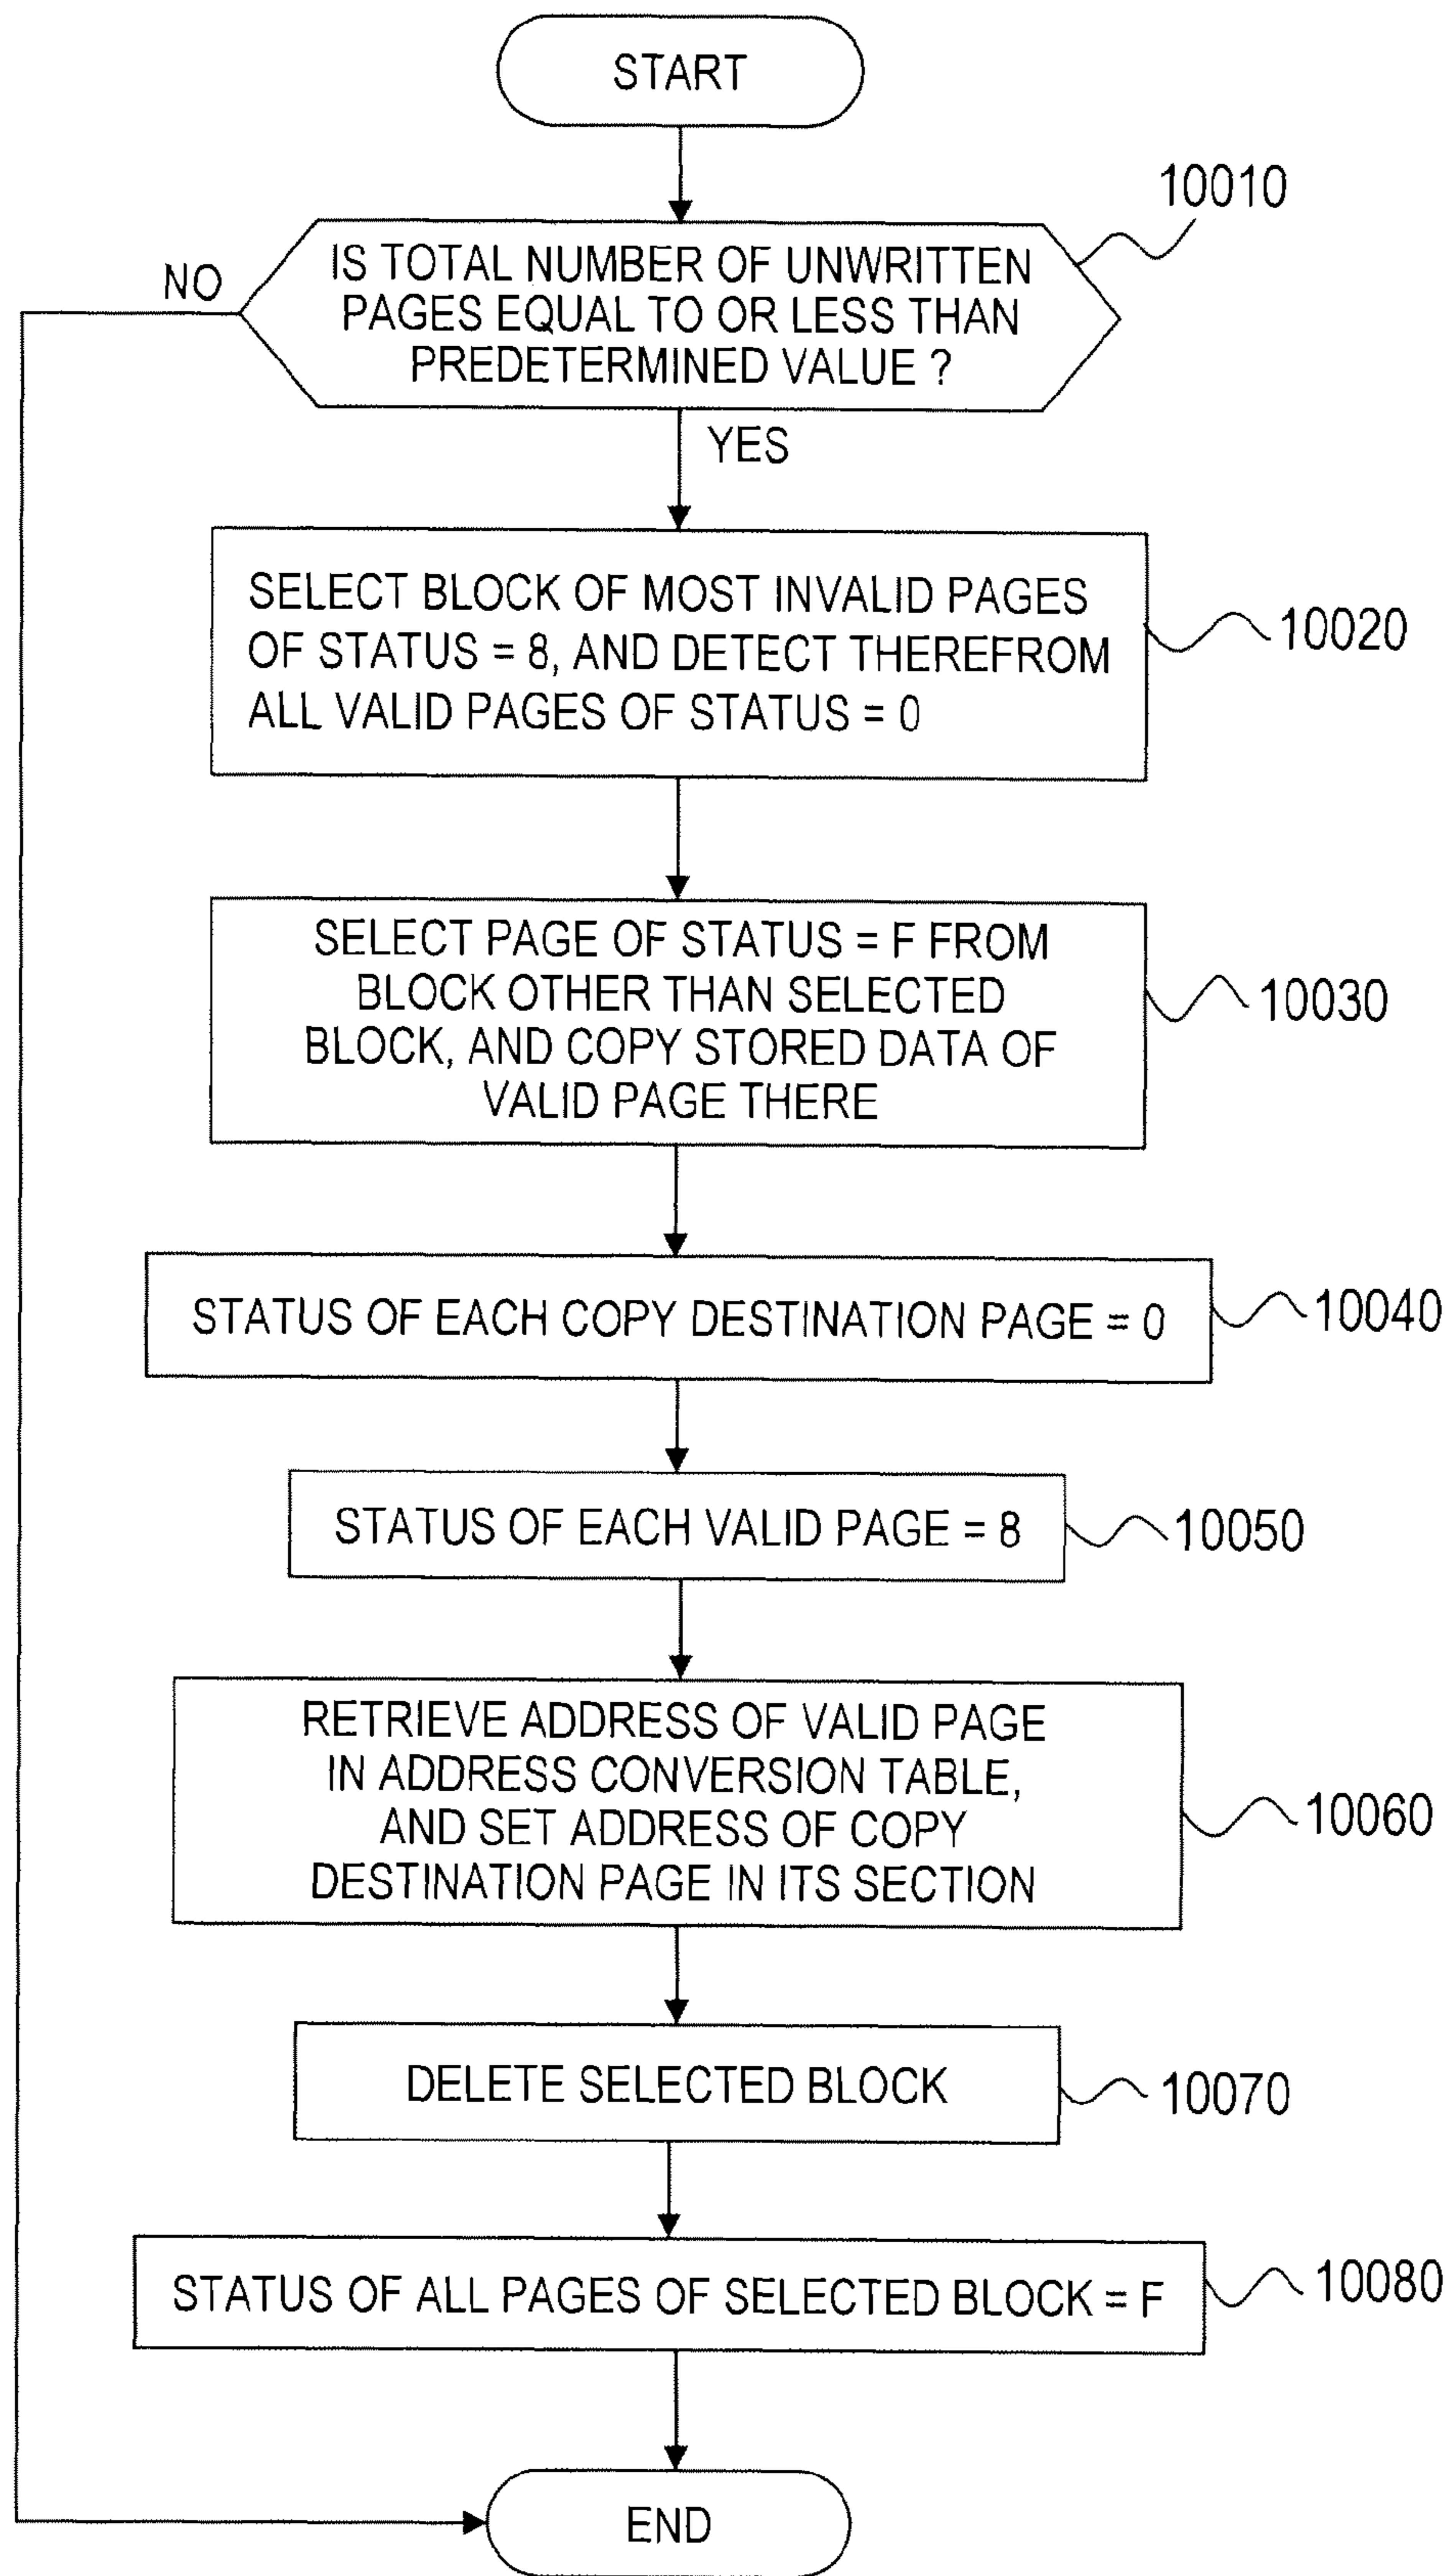 START
10010
NO
IS TOTAL NUMBER OF UNWRITTEN
PAGES EQUAL TO OR LESS THAN
PREDETERMINED VALUE ?
YES
SELECT BLOCK OF MOST INVALID PAGES
OF STATUS = 8, AND DETECT THEREFROM
ALL VALID PAGES OF STATUS = 0
10020
SELECT PAGE OF STATUS = F FROM
BLOCK OTHER THAN SELECTED
BLOCK, AND COPY STORED DATA OF
VALID PAGE THERE
10030
STATUS OF EACH COPY DESTINATION PAGE = 0
10040
STATUS OF EACH VALID PAGE = 8
10050
RETRIEVE ADDRESS OF VALID PAGE
IN ADDRESS CONVERSION TABLE,
AND SET ADDRESS OF COPY
DESTINATION PAGE IN ITS SECTION
10060
DELETE SELECTED BLOCK
10070
STATUS OF ALL PAGES OF SELECTED BLOCK = F
10080
END